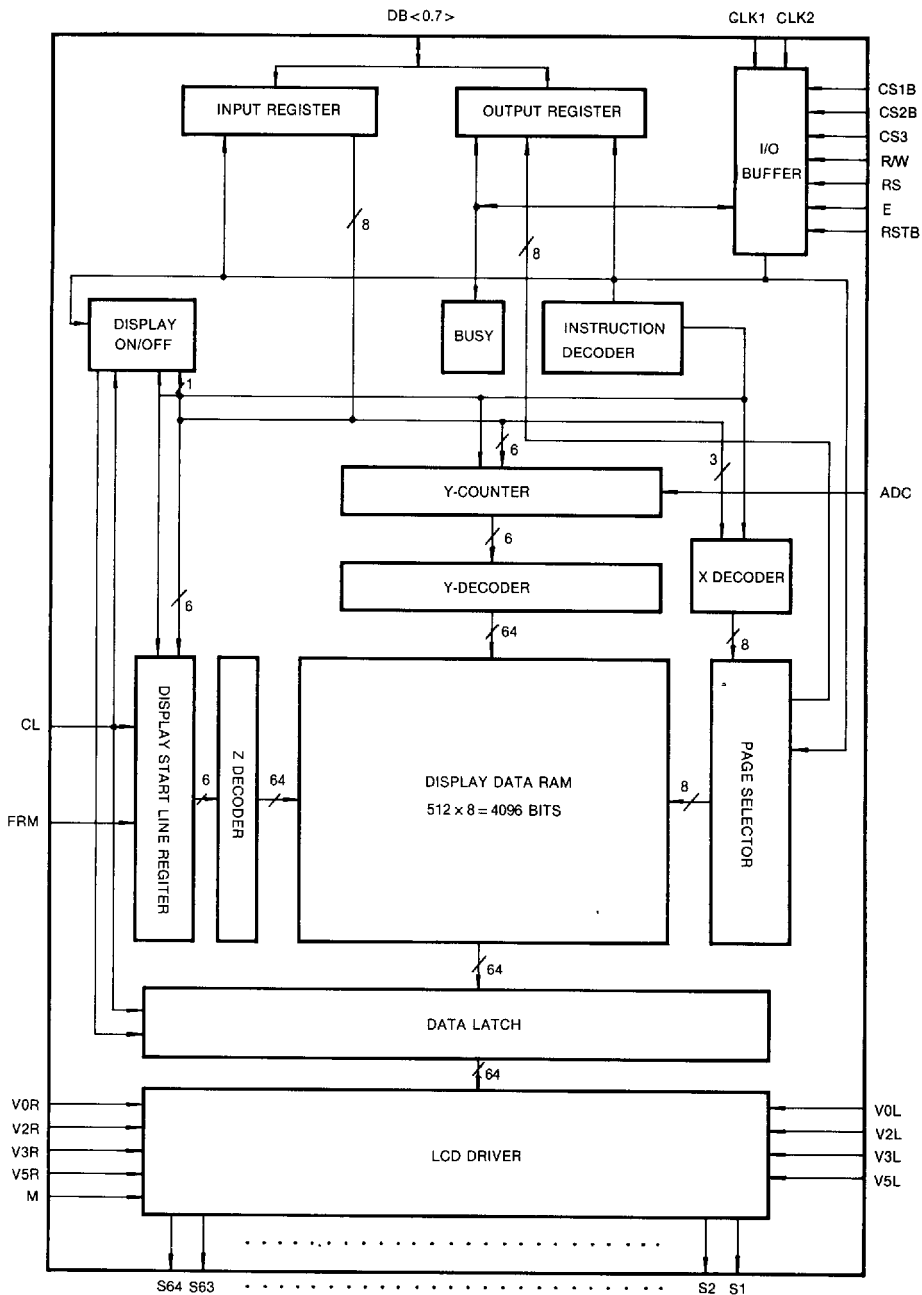 DB<0.7>
CLK1 CLK2
INPUT REGISTER
OUTPUT REGISTER
I/O
BUFFER
CS1B
CS2B
CS3
R/W
RS
E
RSTB
8
8
DISPLAY
ON/OFF
BUSY
INSTRUCTION
DECODER
1
6
3
Y-COUNTER
ADC
6
X DECODER
Y-DECODER
6
64
8
CL
FRM
DISPLAY START LINE REGITER
6
Z DECODER
64
DISPLAY DATA RAM
512 × 8 = 4096 BITS
8
PAGE SELECTOR
64
DATA LATCH
64
V0R
V2R
V3R
V5R
M
LCD DRIVER
V0L
V2L
V3L
V5L
S64 S63
S2 S1